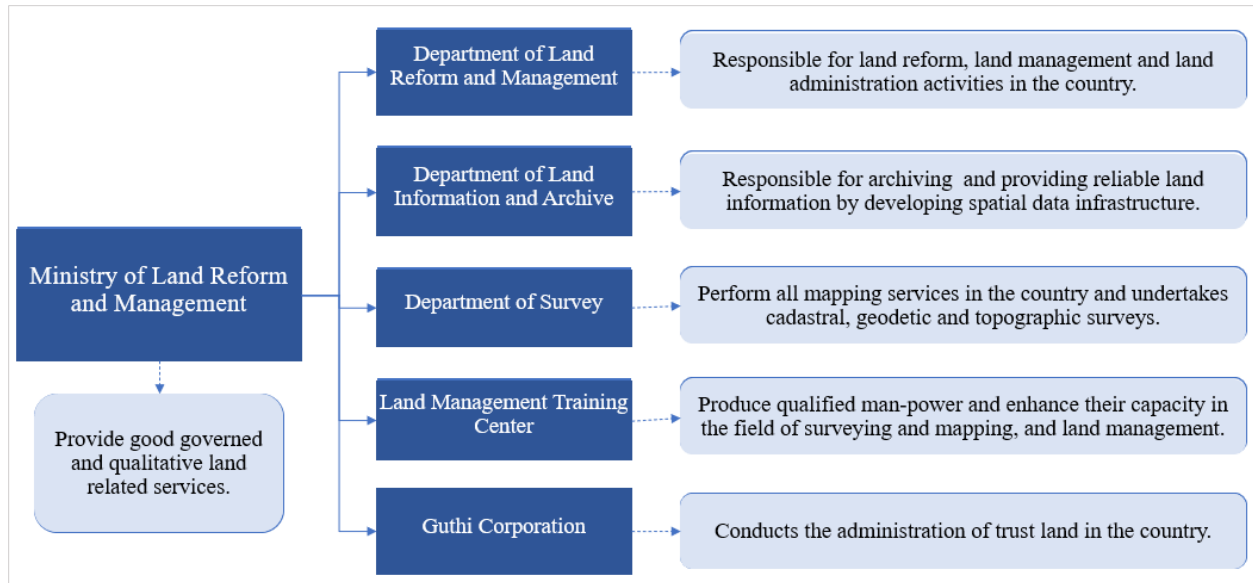 Department of Land
Reform and Management
Responsible for land reform, land management and land
administration activities in the country.
Department of Land
Information and Archive
Responsible for archiving and providing reliable land
information by developing spatial data infrastructure.
Ministry of Land Reform
and Management
Department of Survey
Perform all mapping services in the country and undertakes
cadastral, geodetic and topographic surveys.
Provide good governed
and qualitative land
related services.
Land Management Training
Center
Produce qualified man-power and enhance their capacity in
the field of surveying and mapping, and land management.
Guthi Corporation
Conducts the administration of trust land in the country.